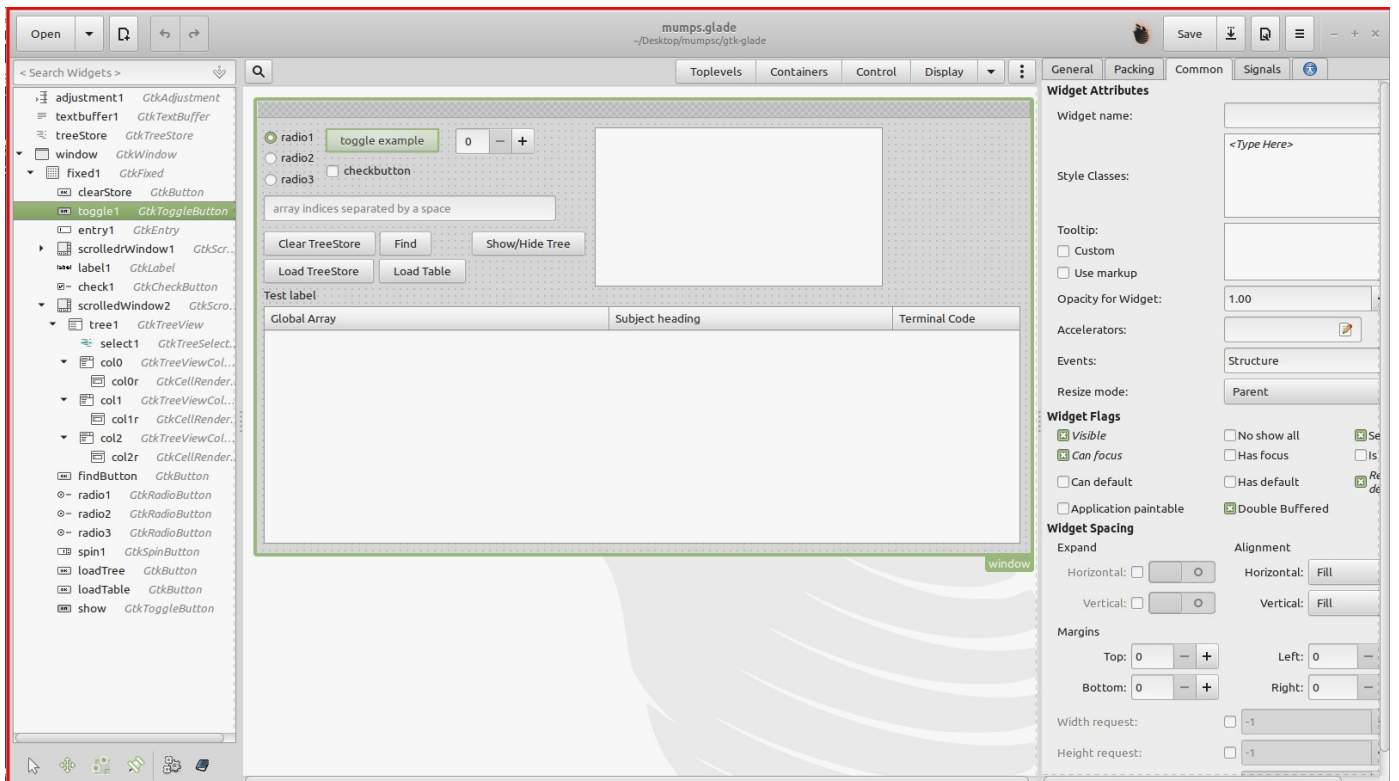 Open
mumps.glade
~/Desktop/mumpsc/gtk-glade
Save
< Search Widgets >
adjustment1 GtkAdjustment
textbuffer1 GtkTextBuffer
treeStore GtkTreeStore
window GtkWindow
fixed1 GtkFixed
clearStore GtkButton
toggle1 GtkToggleButton
entry1 GtkEntry
scrolledrWindow1 GtkScr...
label label1 GtkLabel
check1 GtkCheckButton
scrolledWindow2 GtkScro...
tree1 GtkTreeView
select1 GtkTreeSelect...
col0 GtkTreeViewCol...
col0r GtkCellRender...
col1 GtkTreeViewCol...
col1r GtkCellRender...
col2 GtkTreeViewCol...
col2r GtkCellRender...
findButton GtkButton
radio1 GtkRadioButton
radio2 GtkRadioButton
radio3 GtkRadioButton
spin1 GtkSpinButton
loadTree GtkButton
loadTable GtkButton
show GtkToggleButton
Toplevels Containers Control Display
radio1 toggle example 0 − +
radio2
checkbutton
radio3
array indices separated by a space
Clear TreeStore Find Show/Hide Tree
Load TreeStore Load Table
Test label
Global Array Subject heading Terminal Code
window
General Packing Common Signals
Widget Attributes
Widget name:
<Type Here>
Style Classes:
Tooltip:
Custom
Use markup
Opacity for Widget: 1.00
Accelerators:
Events: Structure
Resize mode: Parent
Widget Flags
Visible No show all Se
Can focus Has focus Is
Can default Has default Re
de
Application paintable Double Buffered
Widget Spacing
Expand Alignment
Horizontal: Horizontal: Fill
Vertical: Vertical: Fill
Margins
Top: 0 − + Left: 0 −
Bottom: 0 − + Right: 0 −
Width request: -1
Height request: -1